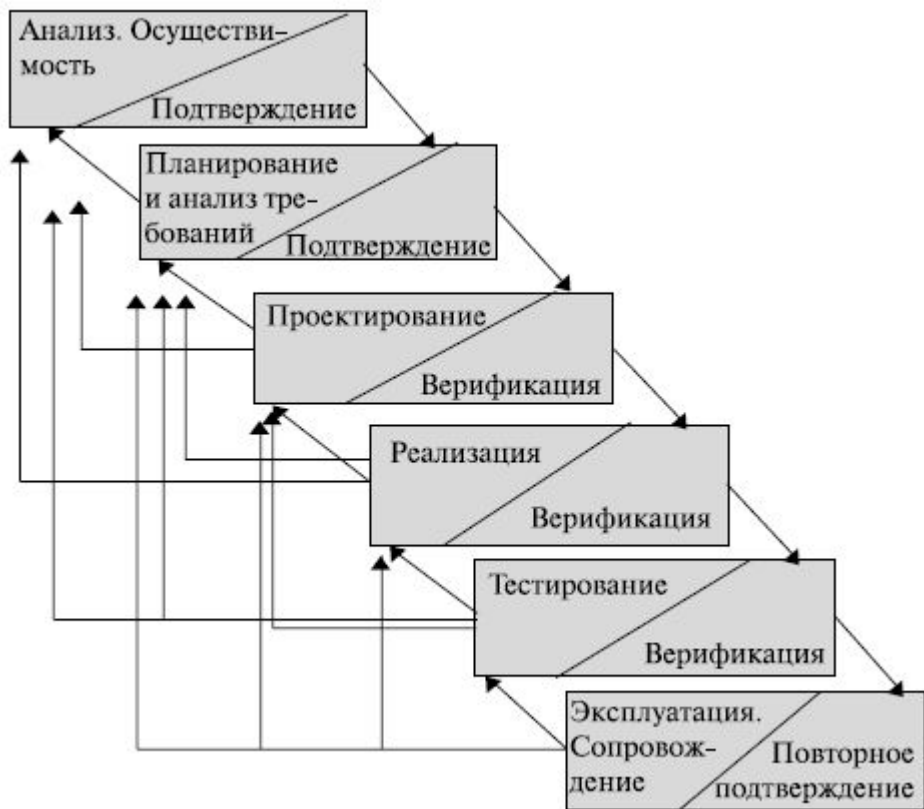 Анализ. Осуществи-
мость
Подтверждение
Планирование
и анализ тре-
бований
Подтверждение
Проектирование
Верификация
Реализация
Верификация
Тестирование
Верификация
Эксплуатация.
Сопровож-
дение
Повторное
подтверждение